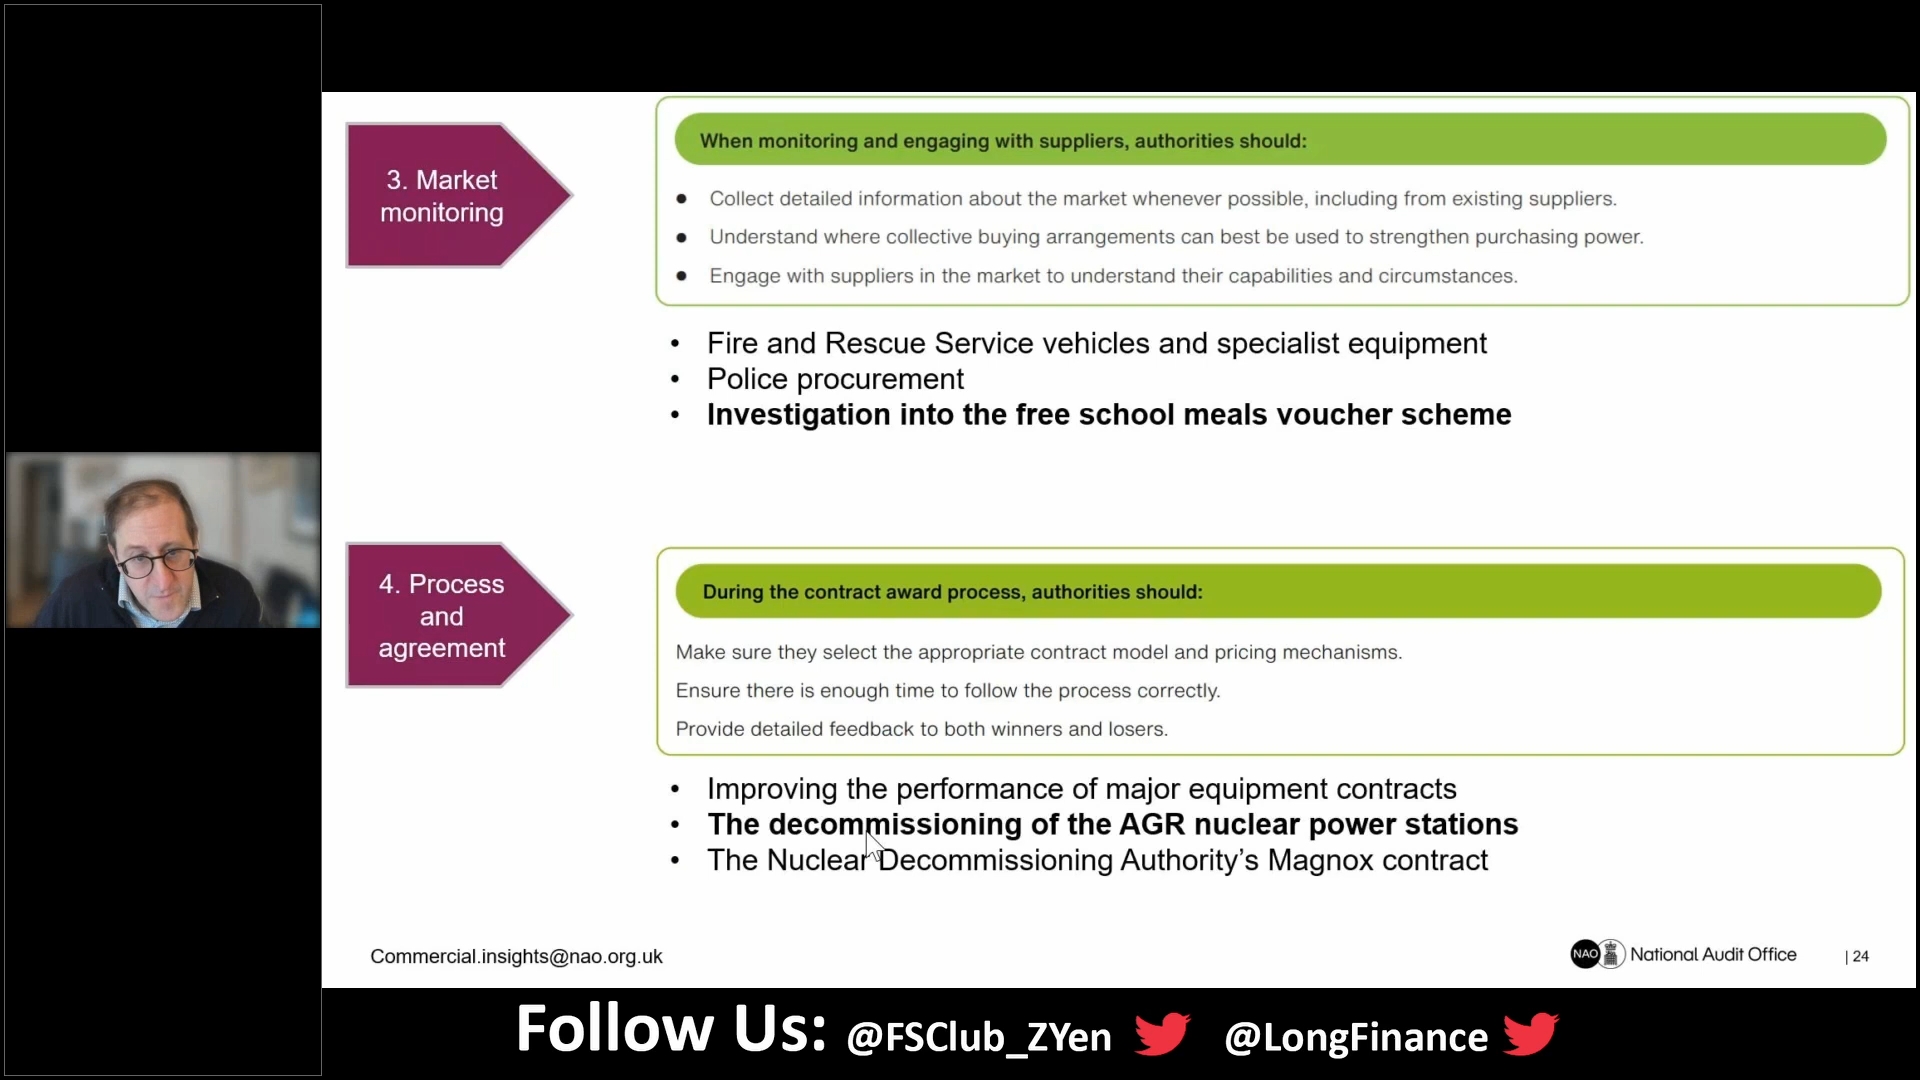 3. Market
monitoring
When monitoring and engaging with suppliers, authorities should:
● Collect detailed information about the market whenever possible, including from existing suppliers.
● Understand where collective buying arrangements can best be used to strengthen purchasing power.
● Engage with suppliers in the market to understand their capabilities and circumstances.
• Fire and Rescue Service vehicles and specialist equipment
• Police procurement
• Investigation into the free school meals voucher scheme
4. Process
and
agreement
During the contract award process, authorities should:
Make sure they select the appropriate contract model and pricing mechanisms.
Ensure there is enough time to follow the process correctly.
Provide detailed feedback to both winners and losers.
• Improving the performance of major equipment contracts
• The decommissioning of the AGR nuclear power stations
• The Nuclear Decommissioning Authority’s Magnox contract
Commercial.insights@nao.org.uk
NAO National Audit Office
| 24
Follow Us: @FSClub_ZYen @LongFinance